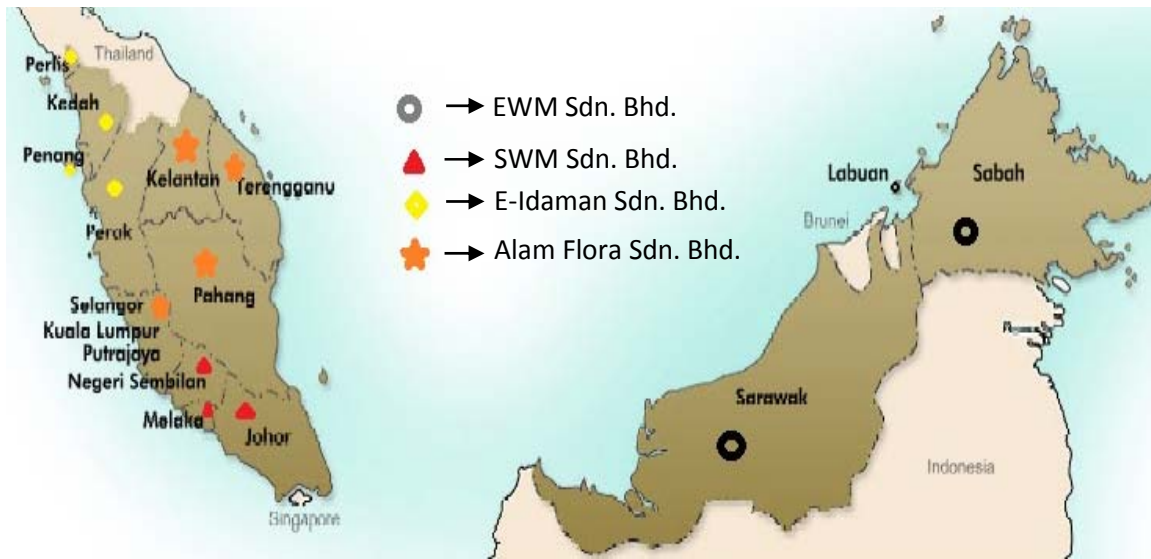 Thailand
Perlis
Kedah
Penang
Kelantan
Terengganu
Perak
Pahang
Selangor
Kuala Lumpur
Putrajaya
Negeri Sembilan
Melaka
Johor
Singapore
EWM Sdn. Bhd.
SWM Sdn. Bhd.
E-Idaman Sdn. Bhd.
Alam Flora Sdn. Bhd.
Labuan
Sabah
Brunei
Sarawak
Indonesia